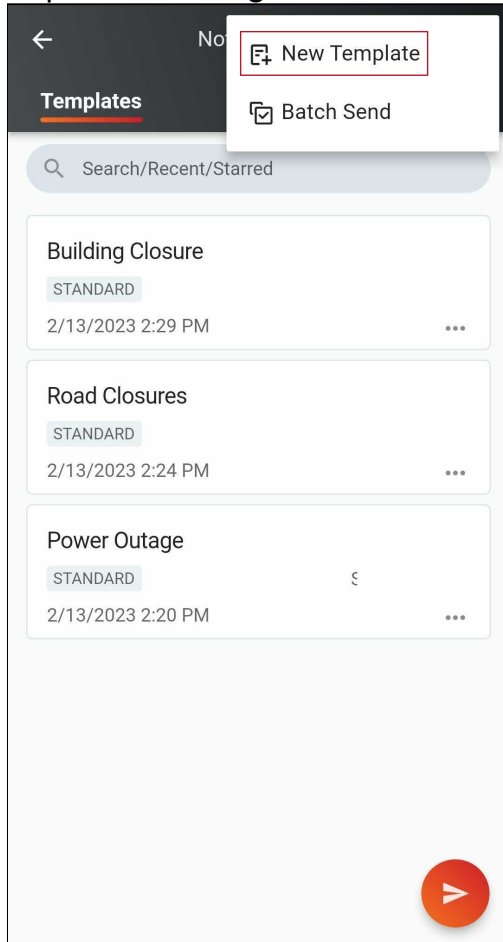 No
New Template
Templates
Batch Send
Search/Recent/Starred
Building Closure
STANDARD
2/13/2023 2:29 PM
Road Closures
STANDARD
2/13/2023 2:24 PM
Power Outage
STANDARD
2/13/2023 2:20 PM